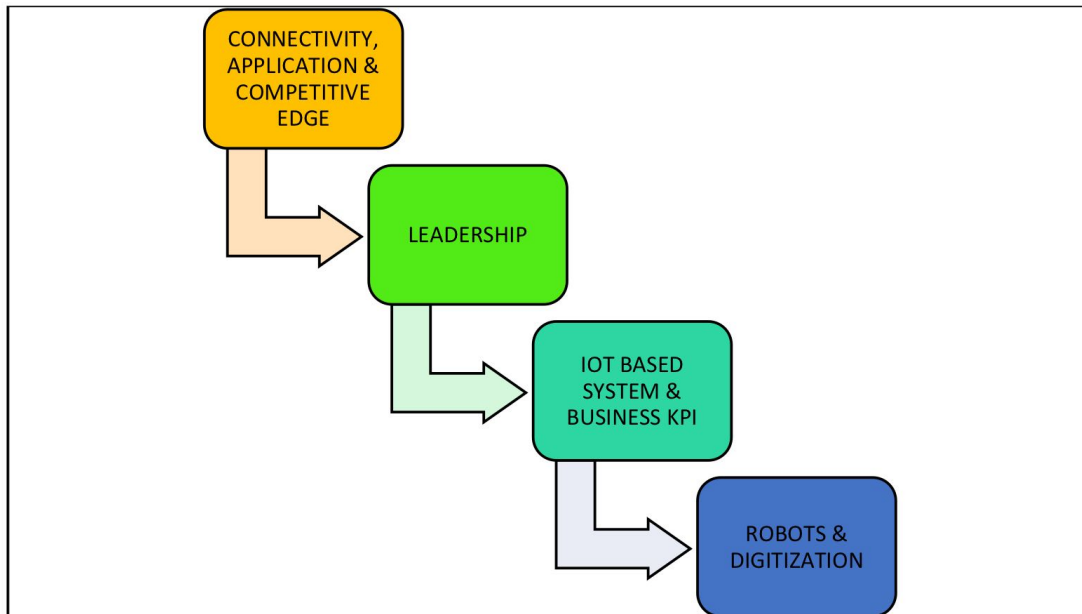 CONNECTIVITY,
APPLICATION &
COMPETITIVE
EDGE
LEADERSHIP
IOT BASED
SYSTEM &
BUSINESS KPI
ROBOTS &
DIGITIZATION